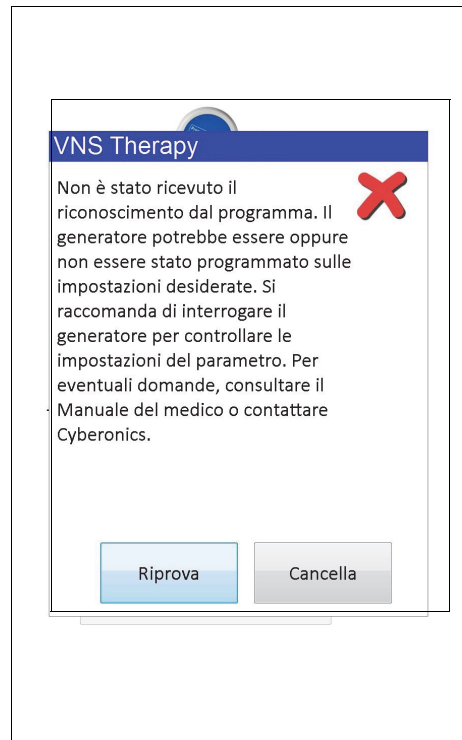 VNS Therapy
Non è stato ricevuto il
riconoscimento dal programma. Il
generatore potrebbe essere oppure
non essere stato programmato sulle
impostazioni desiderate. Si
raccomanda di interrogare il
generatore per controllare le
impostazioni del parametro. Per
eventuali domande, consultare il
Manuale del medico o contattare
Cyberonics.
Riprova
Cancella